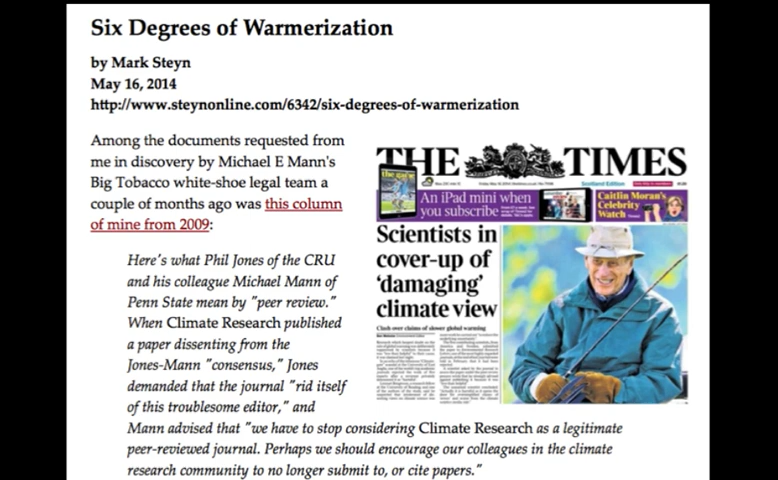 Six Degrees of Warmerization
by Mark Steyn
May 16, 2014
http://www.steynonline.com/6342/six-degrees-of-warmerization
Among the documents requested from
me in discovery by Michael E Mann's
Big Tobacco white-shoe legal team a
couple of months ago was this column
of mine from 2009:
Here's what Phil Jones of the CRU
and his colleague Michael Mann of
Penn State mean by "peer review."
When Climate Research published
a paper dissenting from the
Jones-Mann "consensus," Jones
demanded that the journal "rid itself
of this troublesome editor," and
Mann advised that "we have to stop considering Climate Research as a legitimate
peer-reviewed journal. Perhaps we should encourage our colleagues in the climate
research community to no longer submit to, or cite papers."
THE TIMES
the game
Scotland Edition
An iPad mini when
you subscribe
Caitlin Moran's
Celebrity
Watch
Scientists in
cover-up of
‘damaging’
climate view
Clash over claims of slower global warming